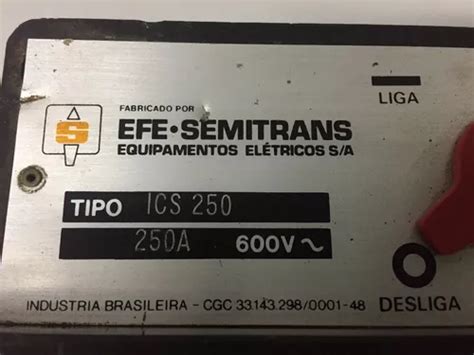 FABRICADO POR
EFE·SEMITRANS
EQUIPAMENTOS ELÉTRICOS S/A
S
LIGA
TIPO ICS 250
250A 600V ~
INDUSTRIA BRASILEIRA - CGC 33.143.298/0001-48
DESLIGA